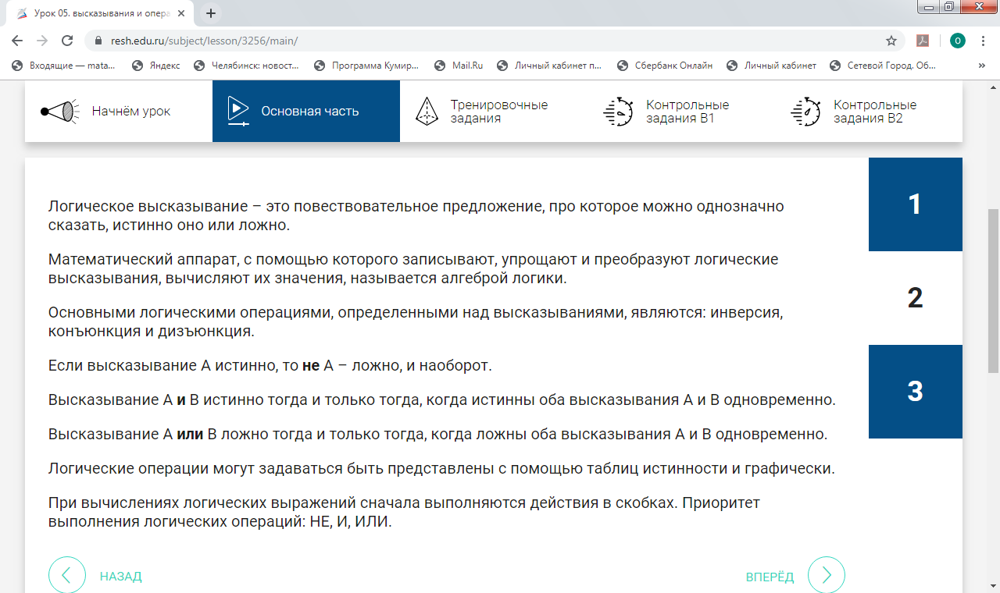 Урок 05. высказывания и опера
resh.edu.ru/subject/lesson/3256/main/
О
Входящие — mata...
Яндекс
Челябинск: новост...
Программа Кумир...
Mail.Ru
Личный кабинет п...
Сбербанк Онлайн
Личный кабинет
Сетевой Город. Об...
»
Начнём урок
Основная часть
Тренировочные
задания
Контрольные
задания В1
Контрольные
задания В2
Логическое высказывание – это повествовательное предложение, про которое можно однозначно
сказать, истинно оно или ложно.
Математический аппарат, с помощью которого записывают, упрощают и преобразуют логические
высказывания, вычисляют их значения, называется алгеброй логики.
Основными логическими операциями, определенными над высказываниями, являются: инверсия,
конъюнкция и дизъюнкция.
Если высказывание А истинно, то не А – ложно, и наоборот.
Высказывание А и В истинно тогда и только тогда, когда истинны оба высказывания А и В одновременно.
Высказывание А или В ложно тогда и только тогда, когда ложны оба высказывания А и В одновременно.
Логические операции могут задаваться быть представлены с помощью таблиц истинности и графически.
При вычислениях логических выражений сначала выполняются действия в скобках. Приоритет
выполнения логических операций: НЕ, И, ИЛИ.
1
2
3
НАЗАД
ВПЕРЁД